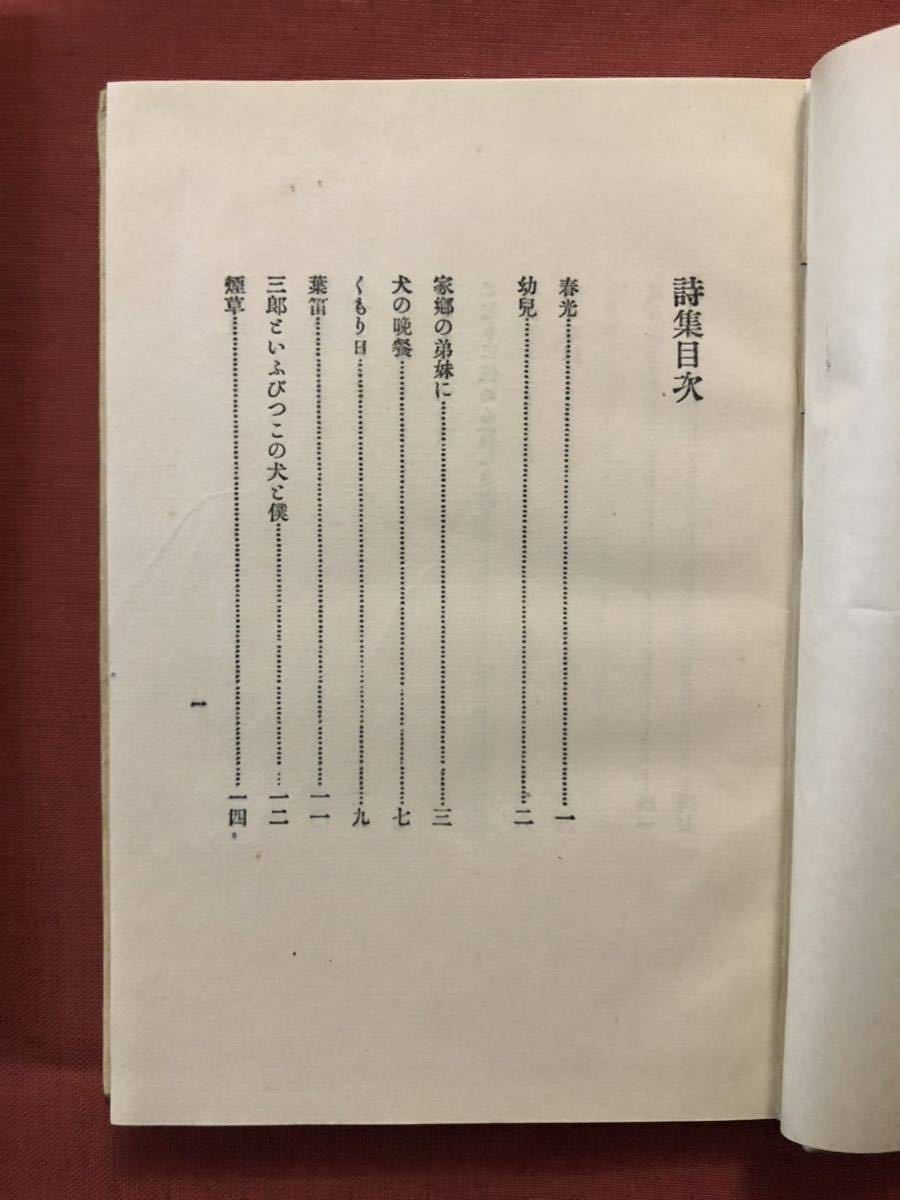 詩集目次
春光……一
幼兒……二
家鄕の弟妹に……三
犬の晚餐……七
くもり日……九
葉笛……一一
三郎といふびつこの犬と僕……一二
煙草……一四
一